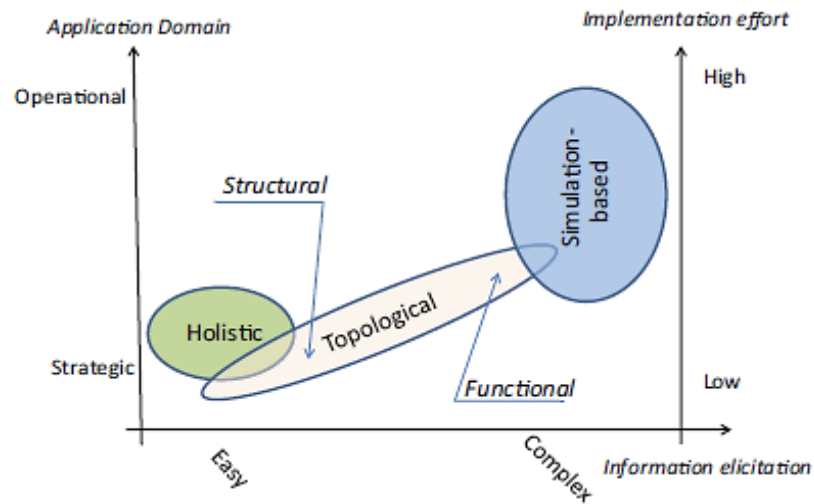 Application Domain
Implementation effort
Operational
High
Structural
Simulation-
based
Holistic
Topological
Strategic
Functional
Low
Easy
Complex
Information elicitation